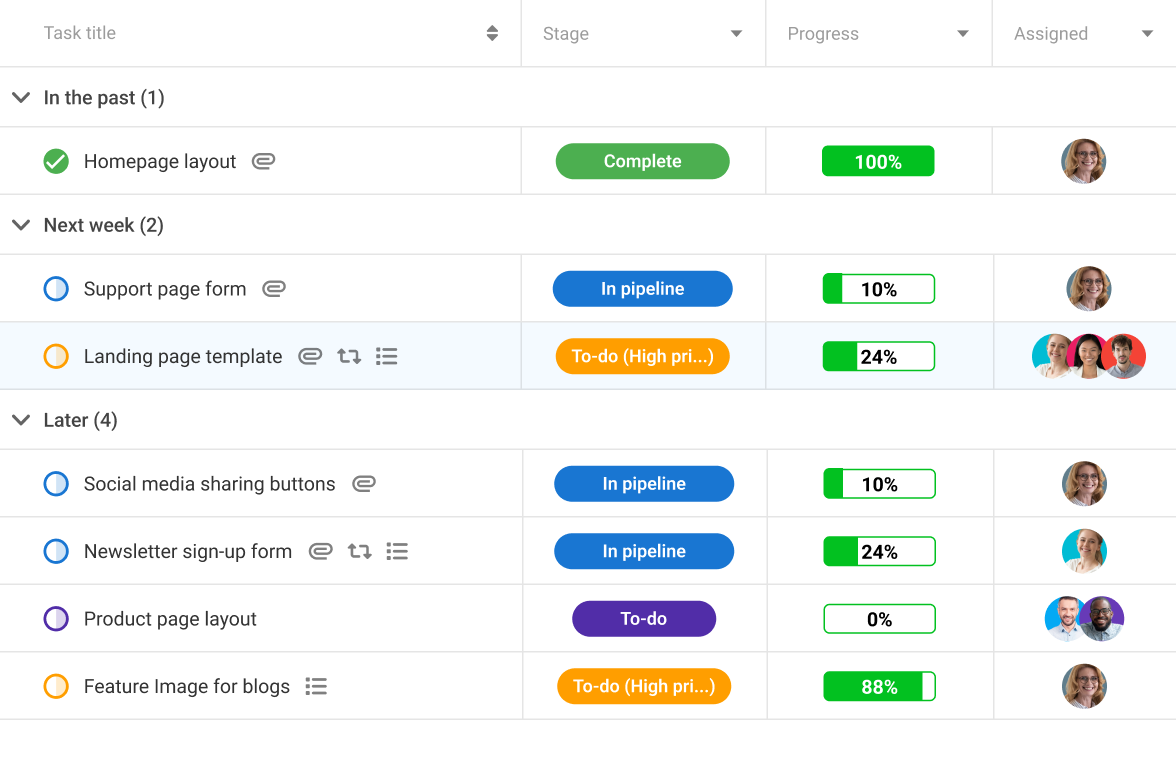 Task title Stage Progress Assigned
In the past (1)
Homepage layout Complete 100%
Next week (2)
Support page form In pipeline 10%
Landing page template To-do (High pri...) 24%
Later (4)
Social media sharing buttons In pipeline 10%
Newsletter sign-up form In pipeline 24%
Product page layout To-do 0%
Feature Image for blogs To-do (High pri...) 88%